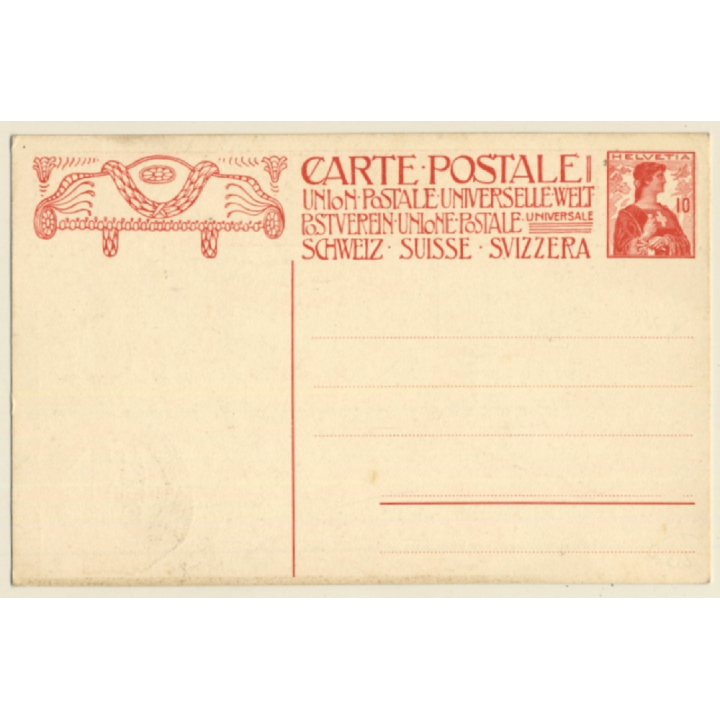 CARTE·POSTALE
UNION·POSTALE·UNIVERSELLE·WELT
POSTVEREIN·UNIONE·POSTALE UNIVERSALE
SCHWEIZ · SUISSE · SVIZZERA
HELVETIA
10